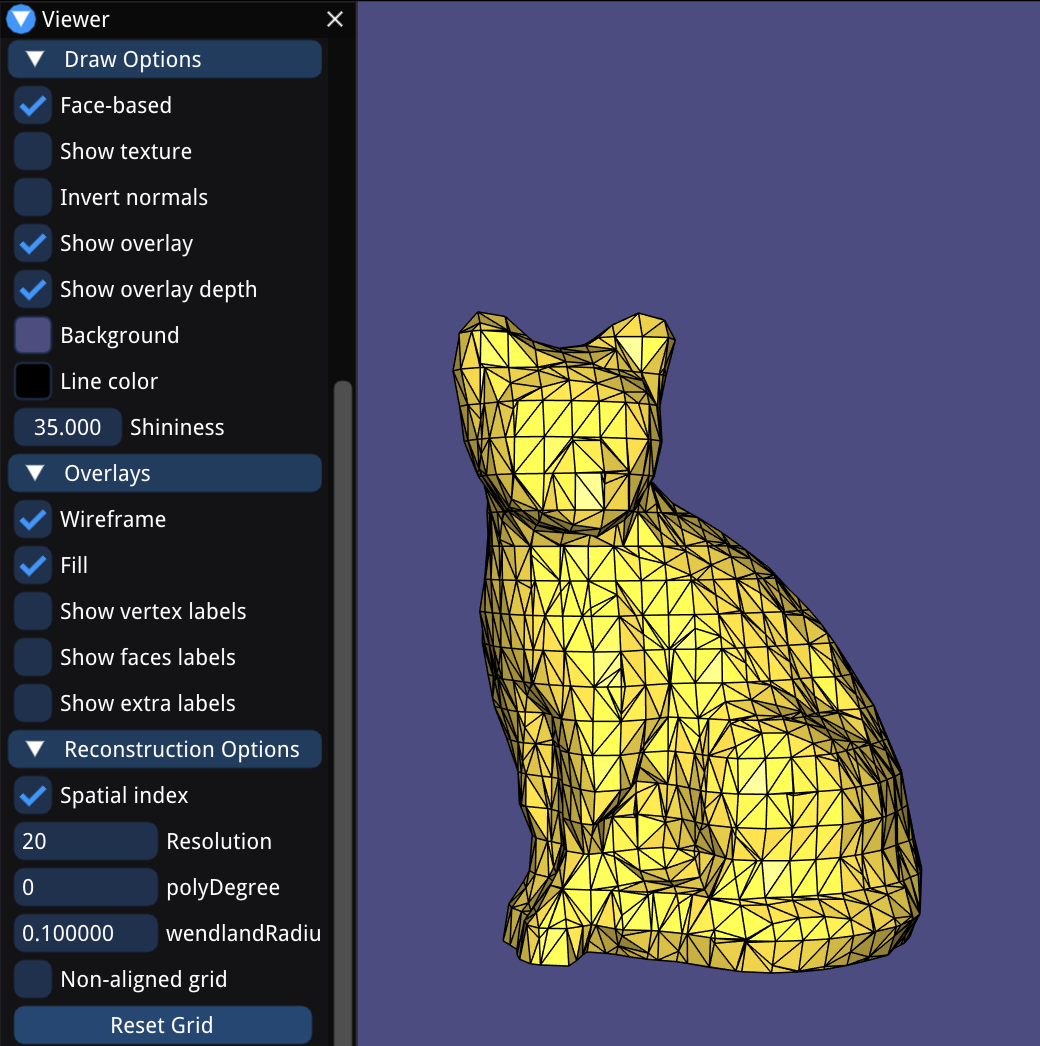 Viewer
Draw Options
Face-based
Show texture
Invert normals
Show overlay
Show overlay depth
Background
Line color
35.000 Shininess
Overlays
Wireframe
Fill
Show vertex labels
Show faces labels
Show extra labels
Reconstruction Options
Spatial index
20 Resolution
0 polyDegree
0.100000 wendlandRadiu
Non-aligned grid
Reset Grid